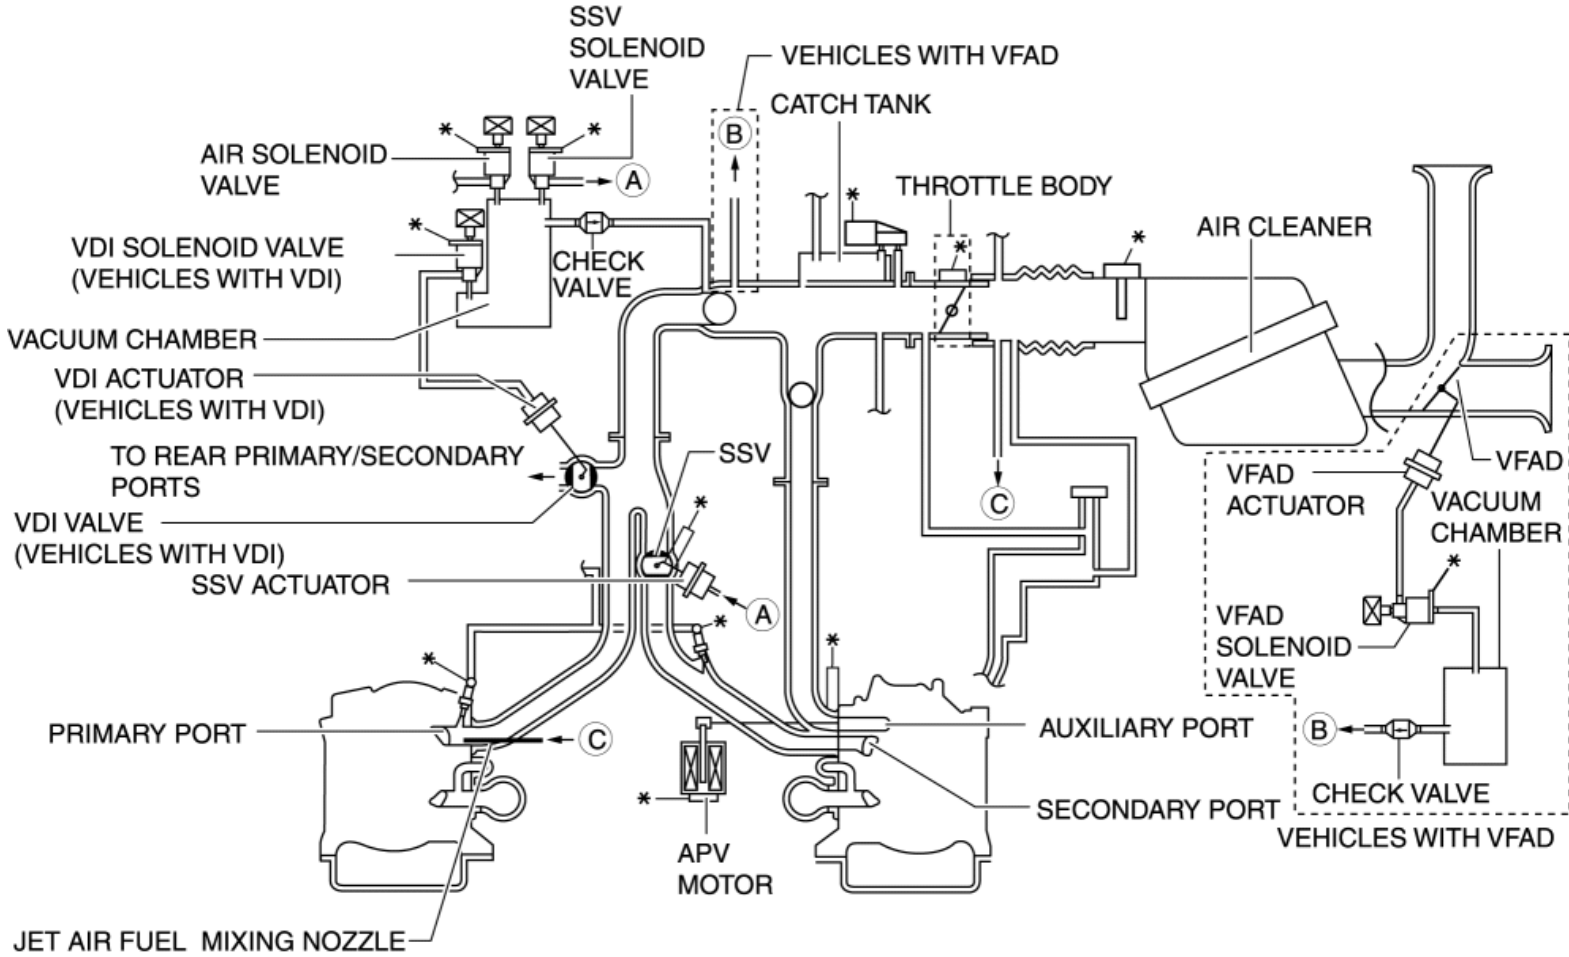 SSV
SOLENOID
VALVE
VEHICLES WITH VFAD
CATCH TANK
B
*
*
AIR SOLENOID
VALVE
A
THROTTLE BODY
*
*
*
AIR CLEANER
*
VDI SOLENOID VALVE
(VEHICLES WITH VDI)
CHECK
VALVE
VACUUM CHAMBER
VDI ACTUATOR
(VEHICLES WITH VDI)
TO REAR PRIMARY/SECONDARY
PORTS
SSV
VFAD
ACTUATOR
VFAD
VACUUM
CHAMBER
C
*
VDI VALVE
(VEHICLES WITH VDI)
SSV ACTUATOR
*
A
*
*
*
VFAD
SOLENOID
VALVE
PRIMARY PORT
C
AUXILIARY PORT
B
*
CHECK VALVE
SECONDARY PORT
VEHICLES WITH VFAD
APV
MOTOR
JET AIR FUEL MIXING NOZZLE